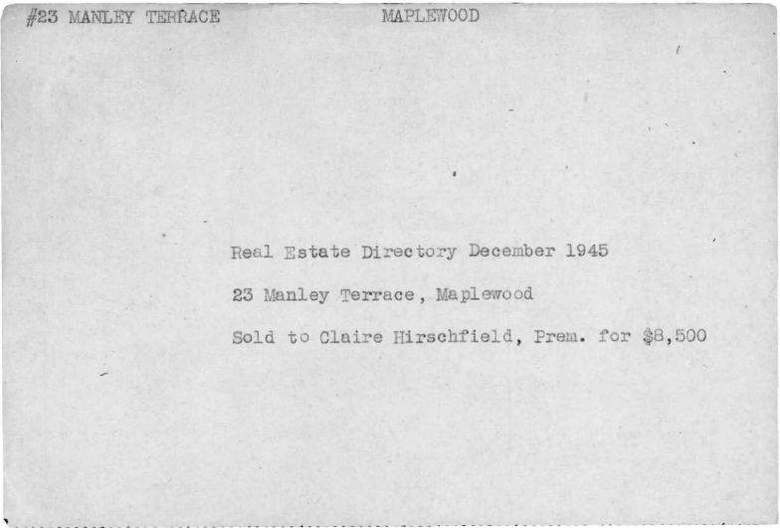 #23 MANLEY TERRACE MAPLEWOOD
Real Estate Directory December 1945
23 Manley Terrace, Maplewood
Sold to Claire Hirschfield, Prem. for $8,500